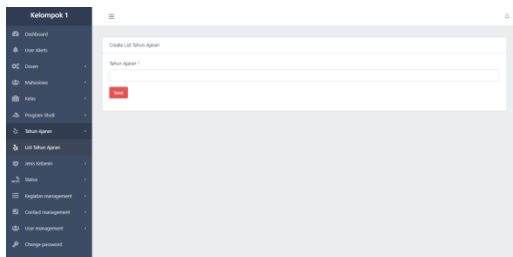 Kelompok 1
Dashboard
User Alerts
Dosen
Mahasiswa
Kelas
Program Studi
Tahun Ajaran
List Tahun Ajaran
Jenis Kelamin
Status
Kegiatan management
Contact management
User management
Change password
Create List Tahun Ajaran
Tahun Ajaran *
Save